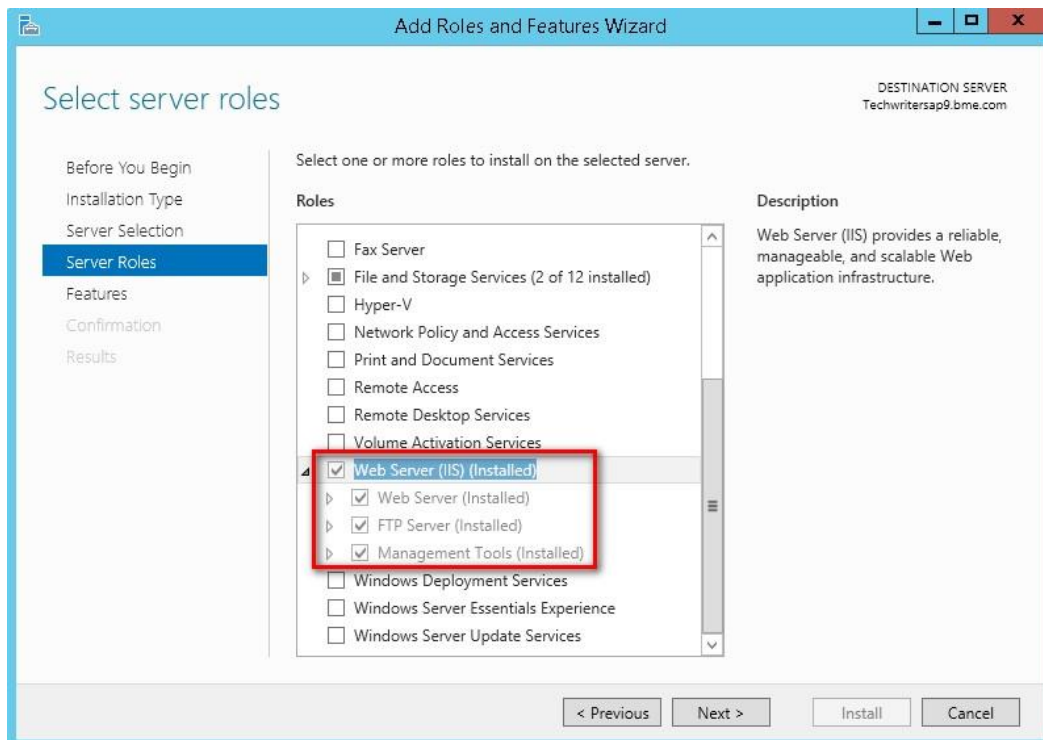 Add Roles and Features Wizard
Select server roles
DESTINATION SERVER
Techwritersap9.bme.com
Before You Begin
Installation Type
Server Selection
Server Roles
Features
Confirmation
Results
Select one or more roles to install on the selected server.
Roles
Fax Server
File and Storage Services (2 of 12 installed)
Hyper-V
Network Policy and Access Services
Print and Document Services
Remote Access
Remote Desktop Services
Volume Activation Services
Web Server (IIS) (Installed)
Web Server (Installed)
FTP Server (Installed)
Management Tools (Installed)
Windows Deployment Services
Windows Server Essentials Experience
Windows Server Update Services
Description
Web Server (IIS) provides a reliable,
manageable, and scalable Web
application infrastructure.
< Previous
Next >
Install
Cancel